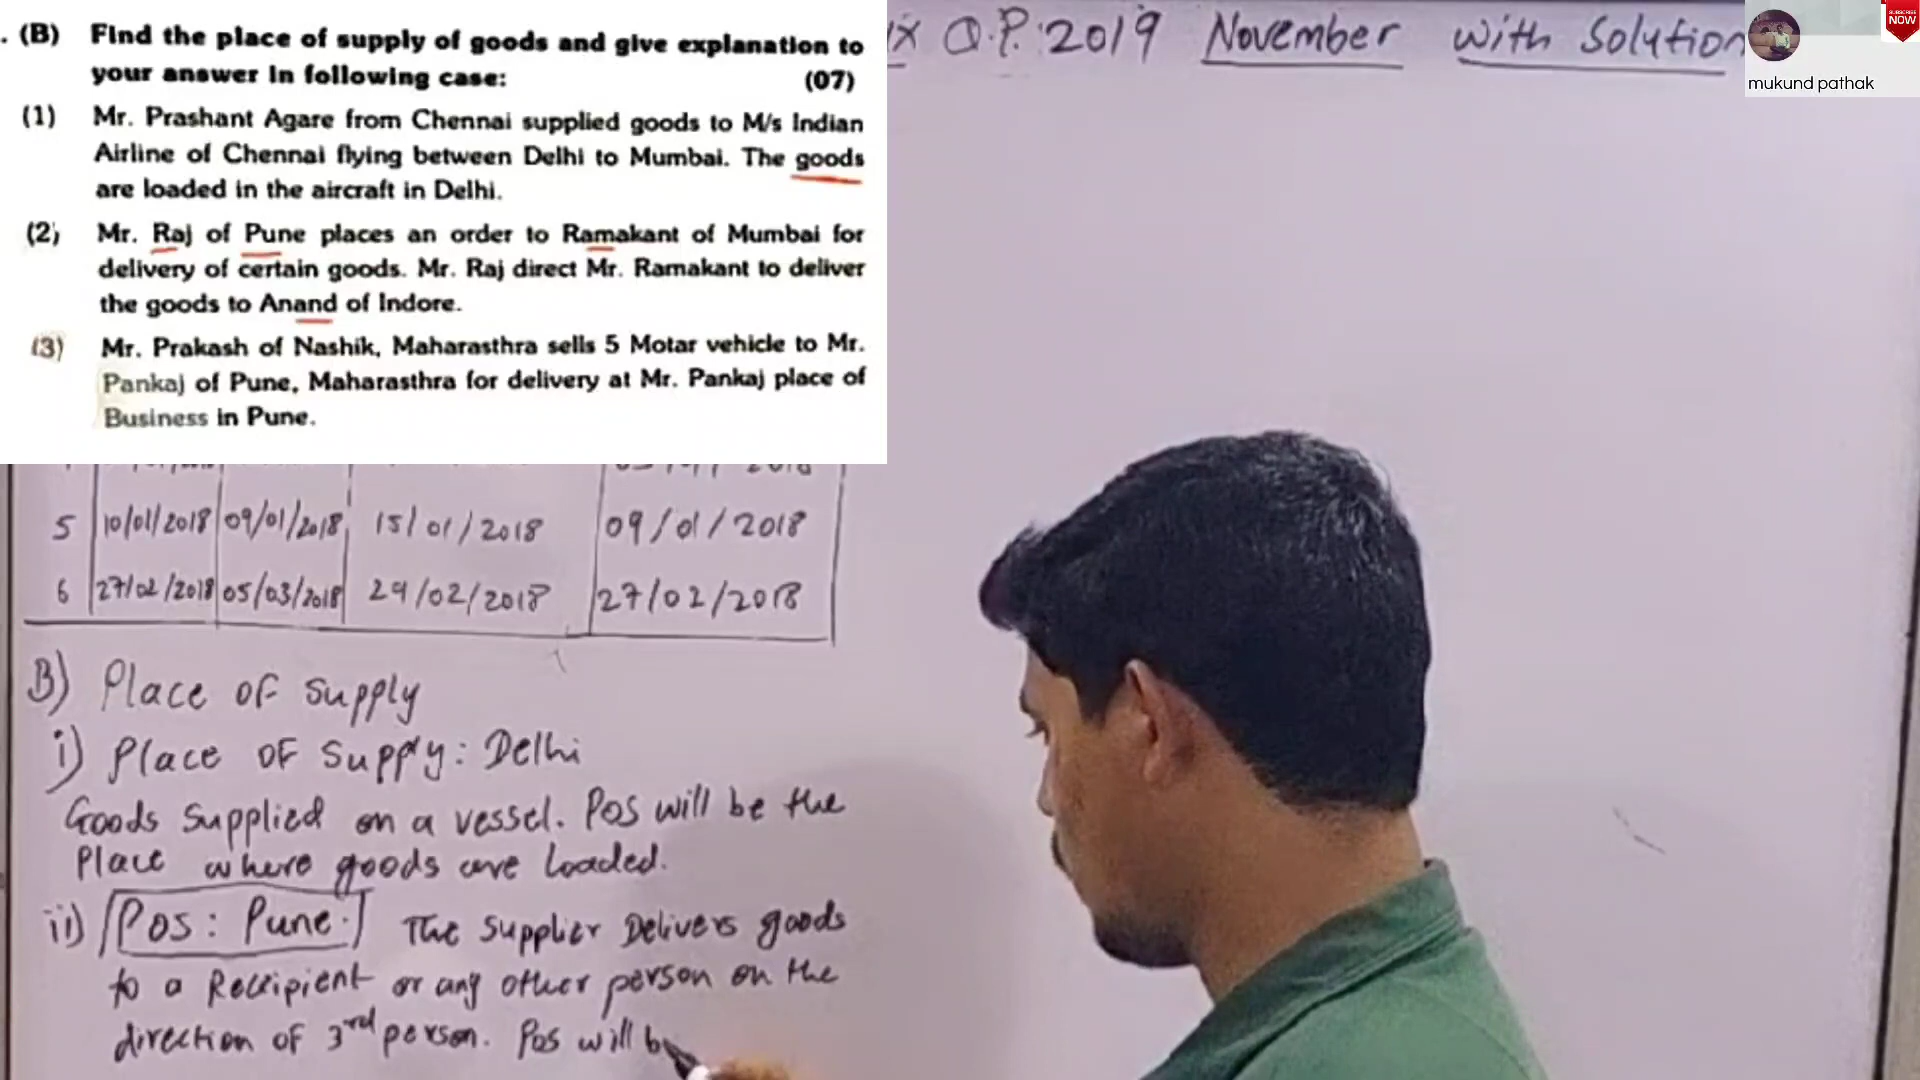 . (B) Find the place of supply of goods and give explanation to
your answer in following case: (07)
(1) Mr. Prashant Agare from Chennai supplied goods to M/s Indian
Airline of Chennai flying between Delhi to Mumbai. The goods
are loaded in the aircraft in Delhi.
(2) Mr. Raj of Pune places an order to Ramakant of Mumbai for
delivery of certain goods. Mr. Raj direct Mr. Ramakant to deliver
the goods to Anand of Indore.
(3) Mr. Prakash of Nashik, Maharasthra sells 5 Motar vehicle to Mr.
Pankaj of Pune, Maharasthra for delivery at Mr. Pankaj place of
Business in Pune.
Q.P. 2019 November with Solution
SUBSCRIBE
NOW
mukund pathak
5 10/01/2018 09/01/2018 15/01/2018 09/01/2018
6 27/02/2018 05/03/2018 29/02/2018 27/02/2018
B) Place of supply
i) Place of Supply: Delhi
Goods supplied on a vessel. Pos will be the
Place where goods are loaded.
ii) Pos: Pune. The supplier Delivers goods
to a Recipient or any other person on the
direction of 3rd person. Pos will b